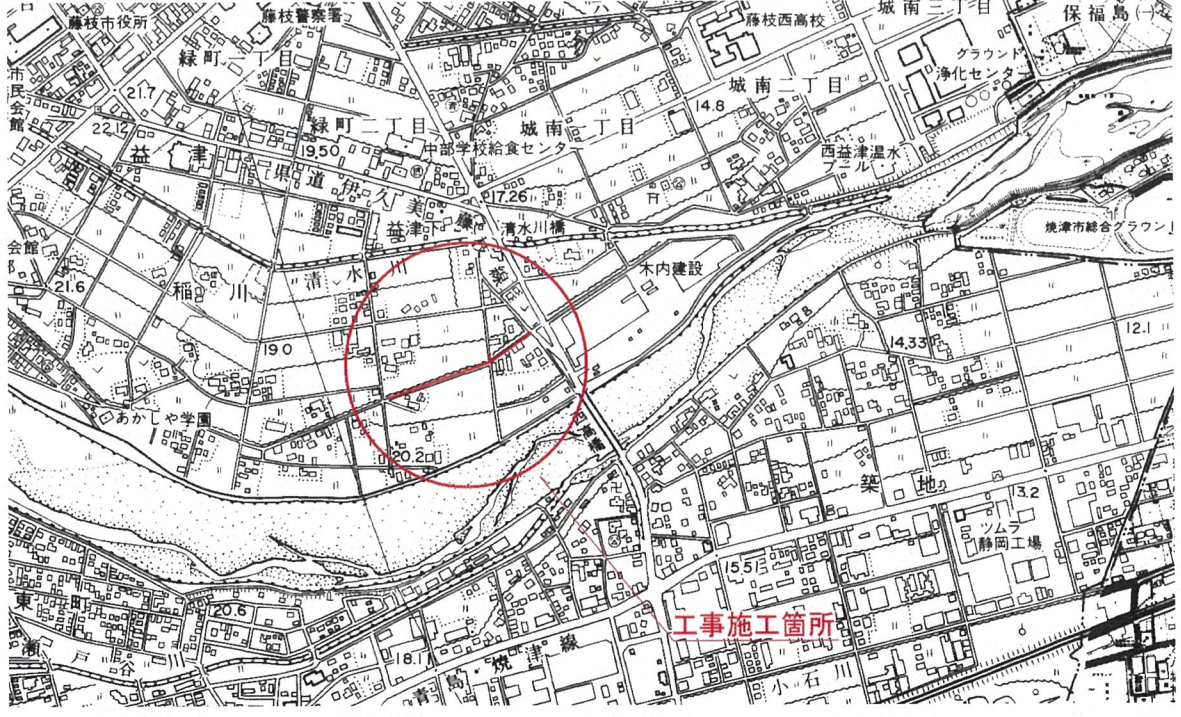 藤枝市役所
藤枝警察署
藤枝西高校
城南三丁目
保福島(一)
緑町一丁目
グラウンド
浄化センター
市民会館
21.7
城南二丁目
14.8
22.12
緑町二丁目
城南一丁目
益津
19.50
中部学校給食センター
西益津温水プール
県道伊久美藤枝線
17.26
益津
清水川橋
焼津市総合グラウンド
会館
清水川
木内建設
21.6
稲川
14.33
12.1
19.0
あかしや学園
20.2
築地
13.2
ツムラ
静岡工場
15.51
東町
20.6
工事施工箇所
瀬戸谷川
18.1
青島焼津線
小石川